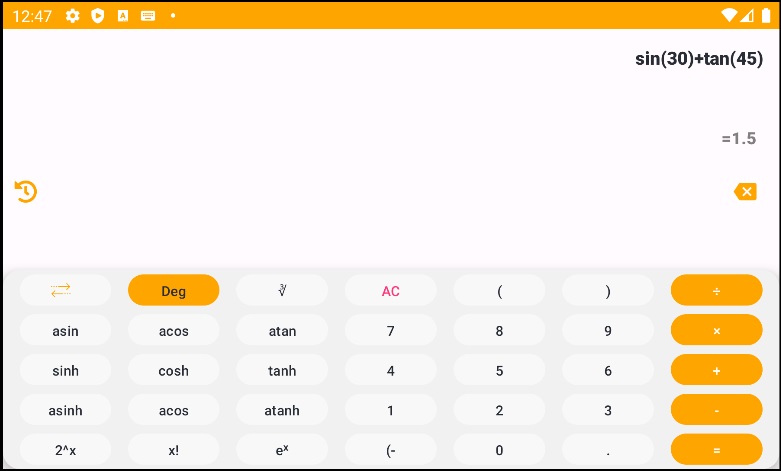 12:47
sin(30)+tan(45)
=1.5
Deg ∛ AC ( ) ÷
asin acos atan 7 8 9 ×
sinh cosh tanh 4 5 6 +
asinh acos atanh 1 2 3 -
2^x x! eˣ (- 0 . =